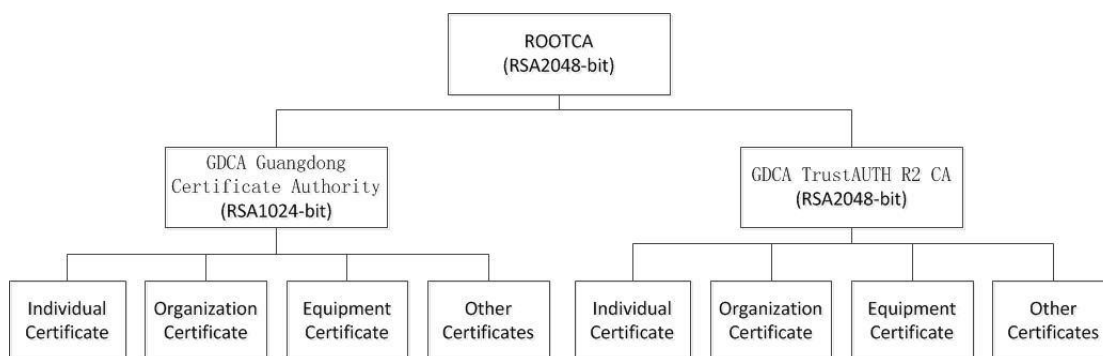 ROOTCA
(RSA2048-bit)
GDCA Guangdong
Certificate Authority
(RSA1024-bit)
GDCA TrustAUTH R2 CA
(RSA2048-bit)
Individual
Certificate
Organization
Certificate
Equipment
Certificate
Other
Certificates
Individual
Certificate
Organization
Certificate
Equipment
Certificate
Other
Certificates